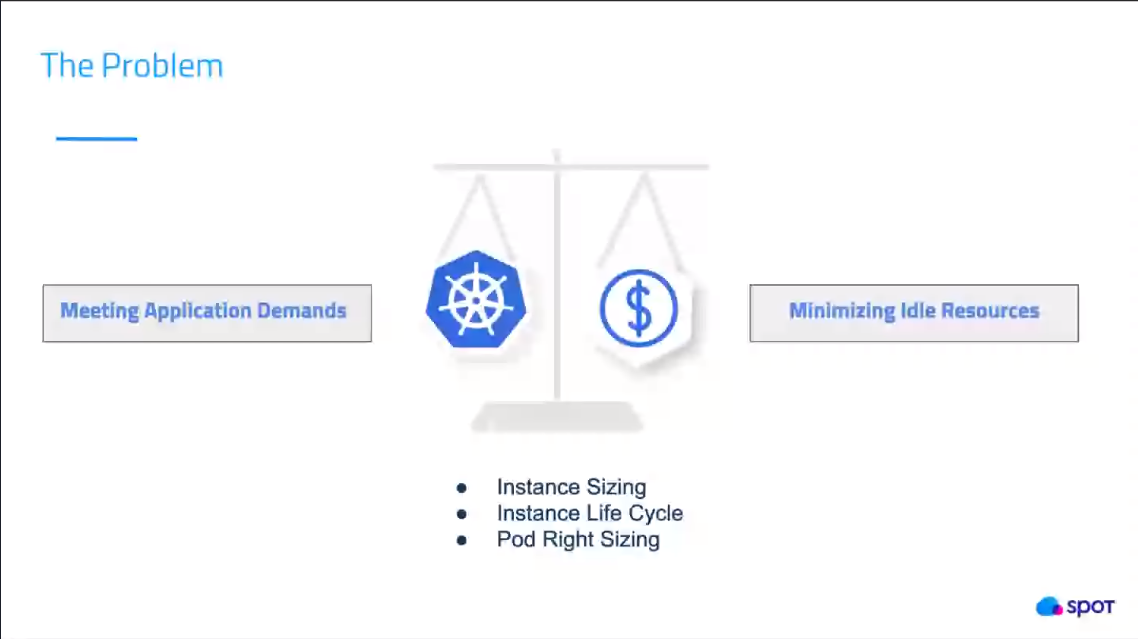 The Problem
Meeting Application Demands
Minimizing Idle Resources
● Instance Sizing
● Instance Life Cycle
● Pod Right Sizing
spot